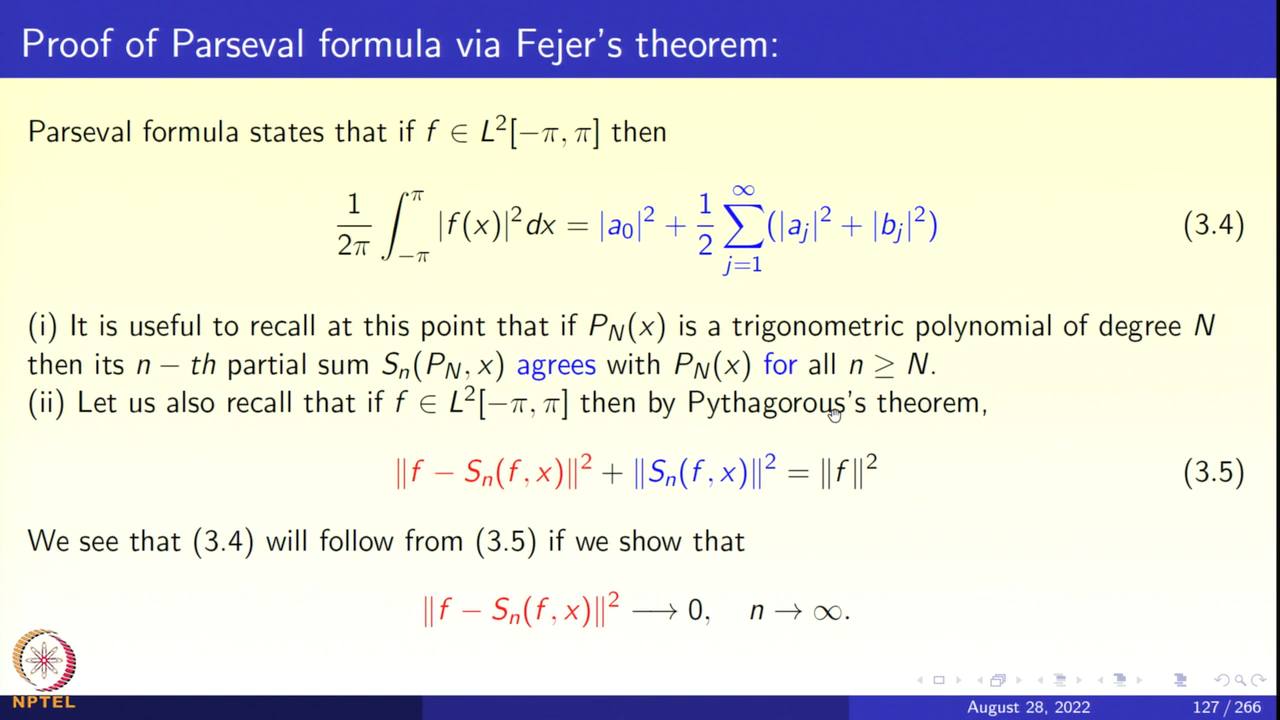 Proof of Parseval formula via Fejer's theorem:
Parseval formula states that if f ∈ L²[−π, π] then
1/2π ∫_{−π}^{π} |f(x)|² dx = |a₀|² + 1/2 ∑_{j=1}^{∞} (|a_j|² + |b_j|²) (3.4)
(i) It is useful to recall at this point that if P_N(x) is a trigonometric polynomial of degree N
then its n − th partial sum S_n(P_N, x) agrees with P_N(x) for all n ≥ N.
(ii) Let us also recall that if f ∈ L²[−π, π] then by Pythagorous's theorem,
‖f − S_n(f, x)‖² + ‖S_n(f, x)‖² = ‖f‖² (3.5)
We see that (3.4) will follow from (3.5) if we show that
‖f − S_n(f, x)‖² ⟶ 0, n → ∞.
NPTEL
August 28, 2022 127 / 266